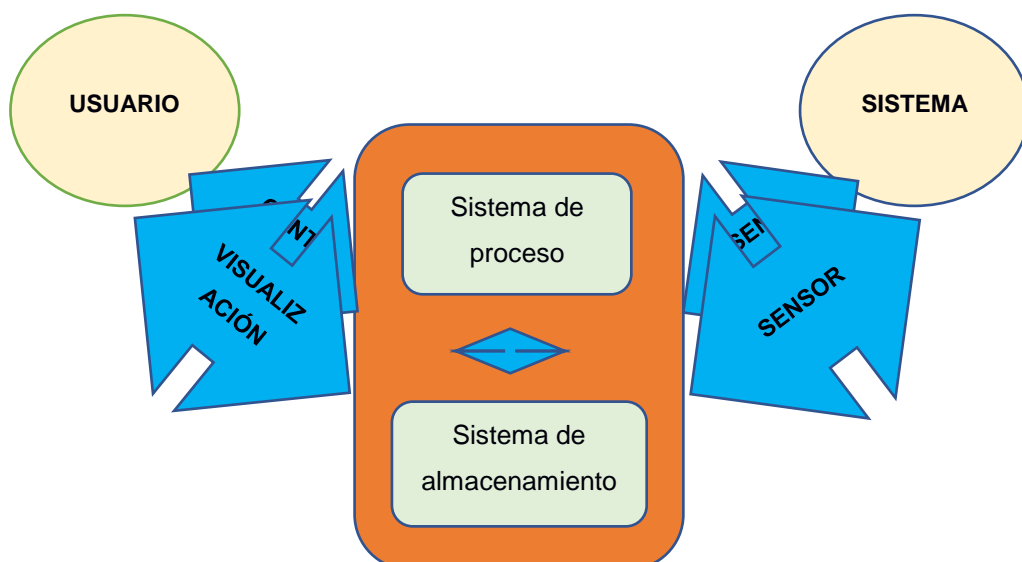 USUARIO
SISTEMA
Sistema de
proceso
VISUALIZ
ACIÓN
SENSOR
Sistema de
almacenamiento